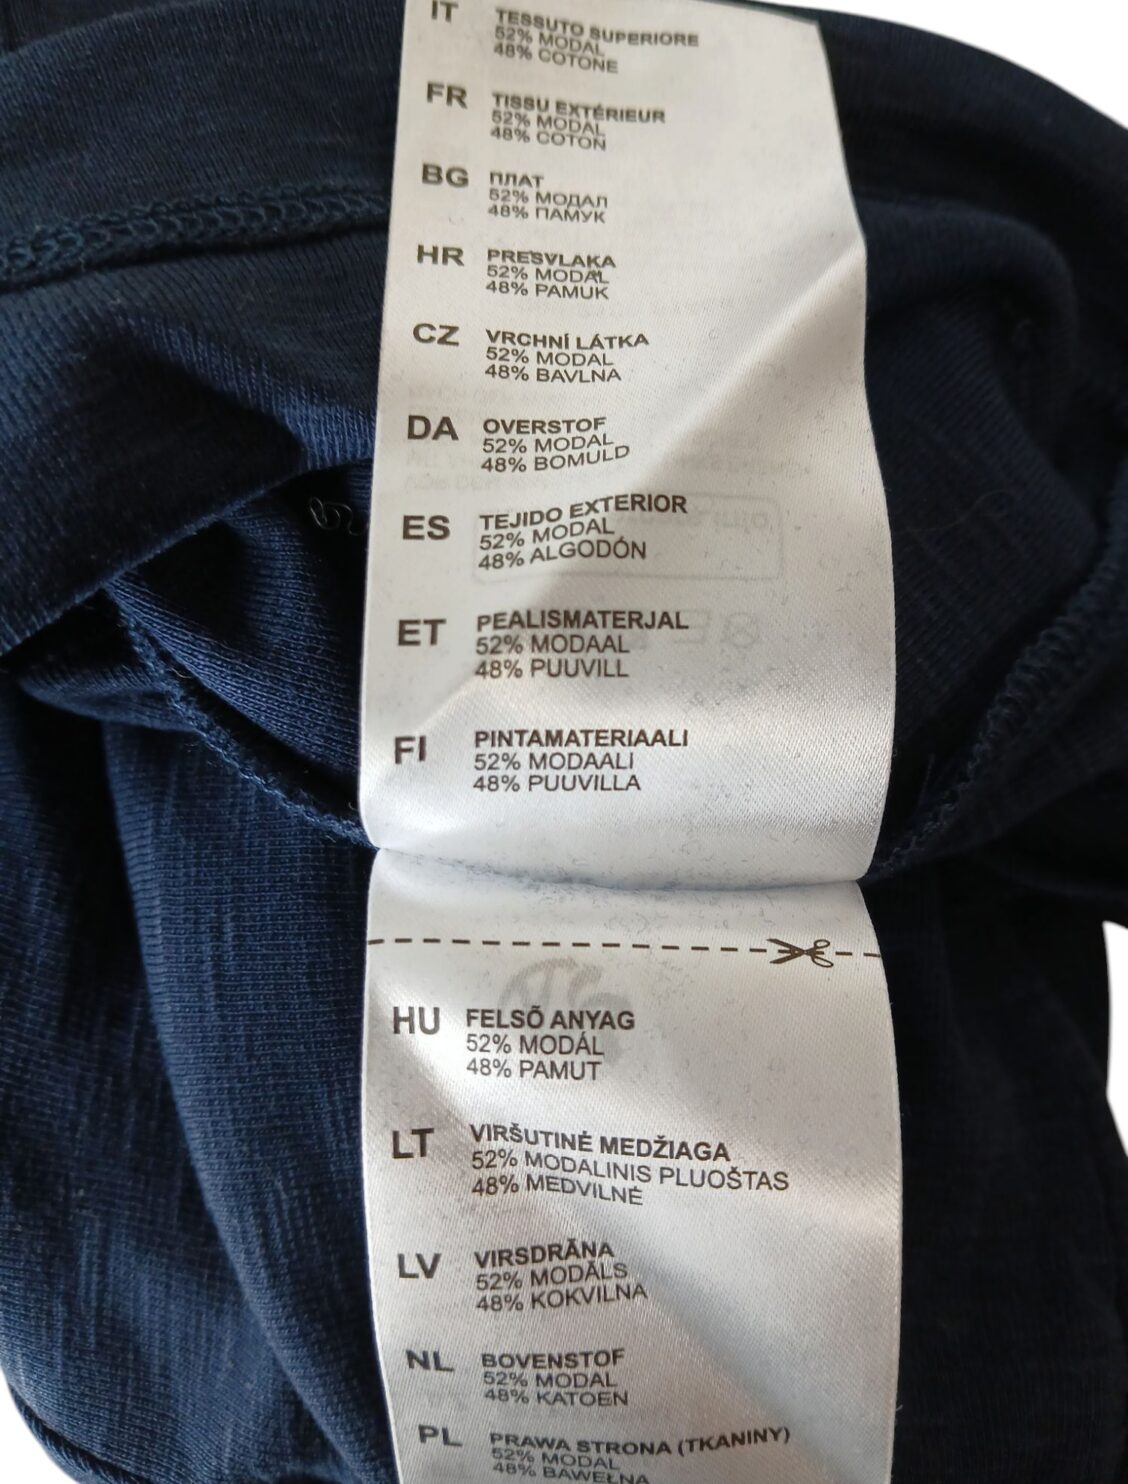 IT TESSUTO SUPERIORE
52% MODAL
48% COTONE
FR TISSU EXTÉRIEUR
52% MODAL
48% COTON
BG ПЛАТ
52% МОДАЛ
48% ПАМУК
HR PRESVLAKA
52% MODAL
48% PAMUK
CZ VRCHNÍ LÁTKA
52% MODAL
48% BAVLNA
DA OVERSTOF
52% MODAL
48% BOMULD
ES TEJIDO EXTERIOR
52% MODAL
48% ALGODÓN
ET PEALISMATERJAL
52% MODAAL
48% PUUVILL
FI PINTAMATERIAALI
52% MODAALI
48% PUUVILLA
HU FELSŐ ANYAG
52% MODÁL
48% PAMUT
LT VIRŠUTINĖ MEDŽIAGA
52% MODALINIS PLUOŠTAS
48% MEDVILNĖ
LV VIRSDRĀNA
52% MODĀLS
48% KOKVILNA
NL BOVENSTOF
52% MODAL
48% KATOEN
PL PRAWA STRONA (TKANINY)
52% MODAL
48% BAWEŁNA